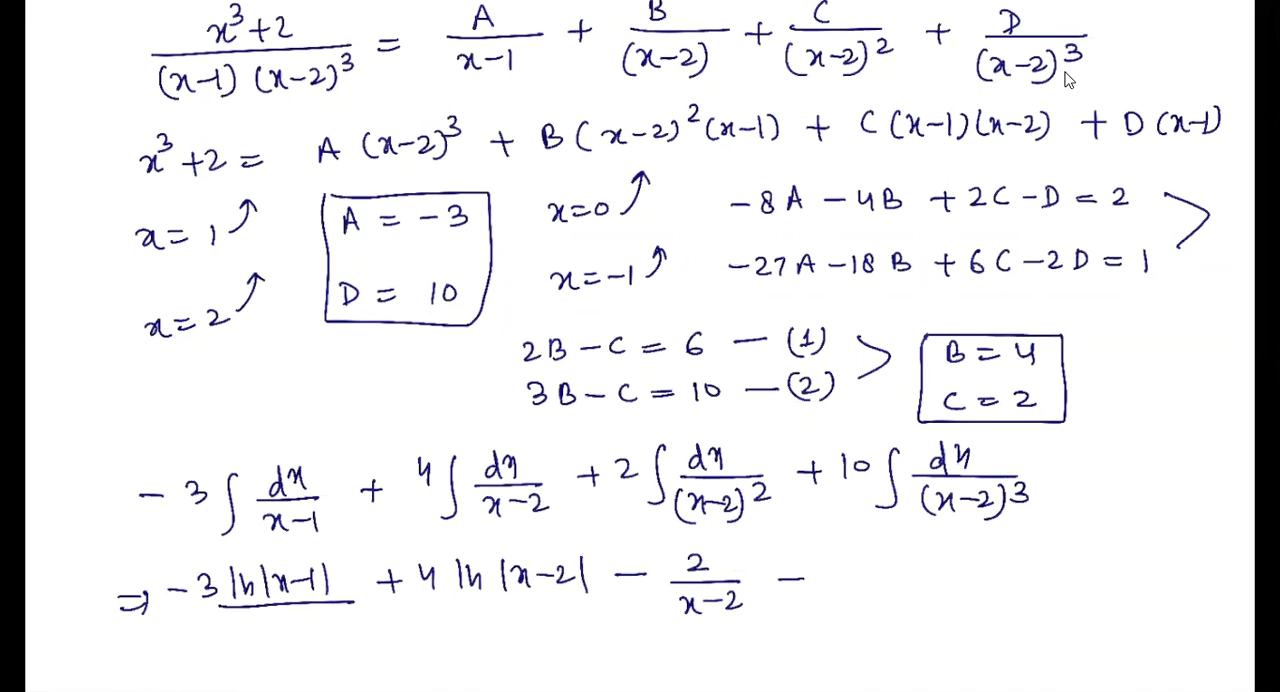 x³+2 / (x-1) (x-2)³ = A / x-1 + B / (x-2) + C / (x-2)² + D / (x-2)³
x³+2 = A (x-2)³ + B (x-2)² (x-1) + C (x-1) (x-2) + D (x-1)
x = 1 A = -3 x=0 -8A - 4B + 2C - D = 2
x = 2 D = 10 x=-1 -27A - 18B + 6C - 2D = 1
2B - C = 6 — (1) B = 4
3B - C = 10 — (2) C = 2
-3 ∫ dx / x-1 + 4 ∫ dx / x-2 + 2 ∫ dx / (x-2)² + 10 ∫ dx / (x-2)³
⇒ -3 ln|x-1| + 4 ln |x-2| - 2 / x-2 -